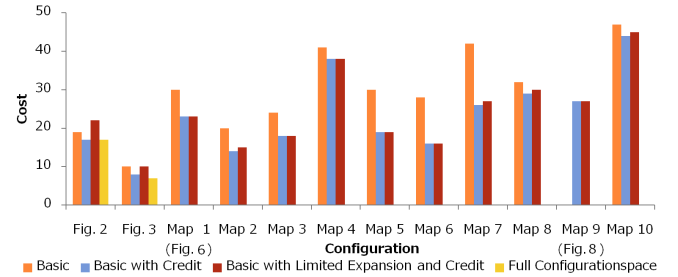 50
40
30
20
10
0
Cost
Fig. 2 Fig. 3 Map 1 Map 2 Map 3 Map 4 Map 5 Map 6 Map 7 Map 8 Map 9 Map 10
(Fig. 6) Configuration (Fig. 8)
Basic Basic with Credit Basic with Limited Expansion and Credit Full Configurationspace